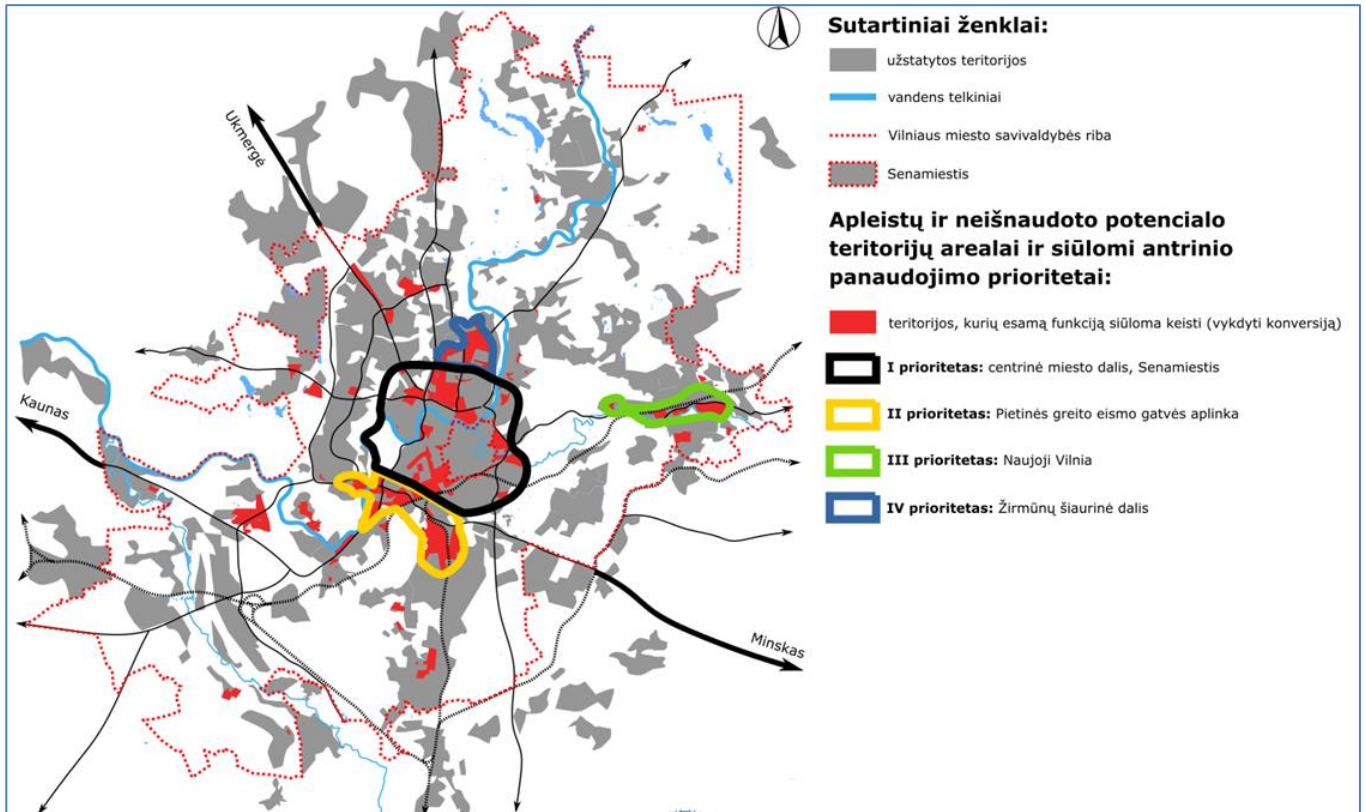 Sutartiniai ženklai:
užstatytos teritorijos
vandens telkiniai
Vilniaus miesto savivaldybės riba
Senamiestis
Apleistų ir neišnaudoto potencialo
teritorijų arealai ir siūlomi antrinio
panaudojimo prioritetai:
teritorijos, kurių esamą funkciją siūloma keisti (vykdyti konversiją)
I prioritetas: centrinė miesto dalis, Senamiestis
II prioritetas: Pietinės greito eismo gatvės aplinka
III prioritetas: Naujoji Vilnia
IV prioritetas: Žirmūnų šiaurinė dalis
Ukmergė
Kaunas
Minskas